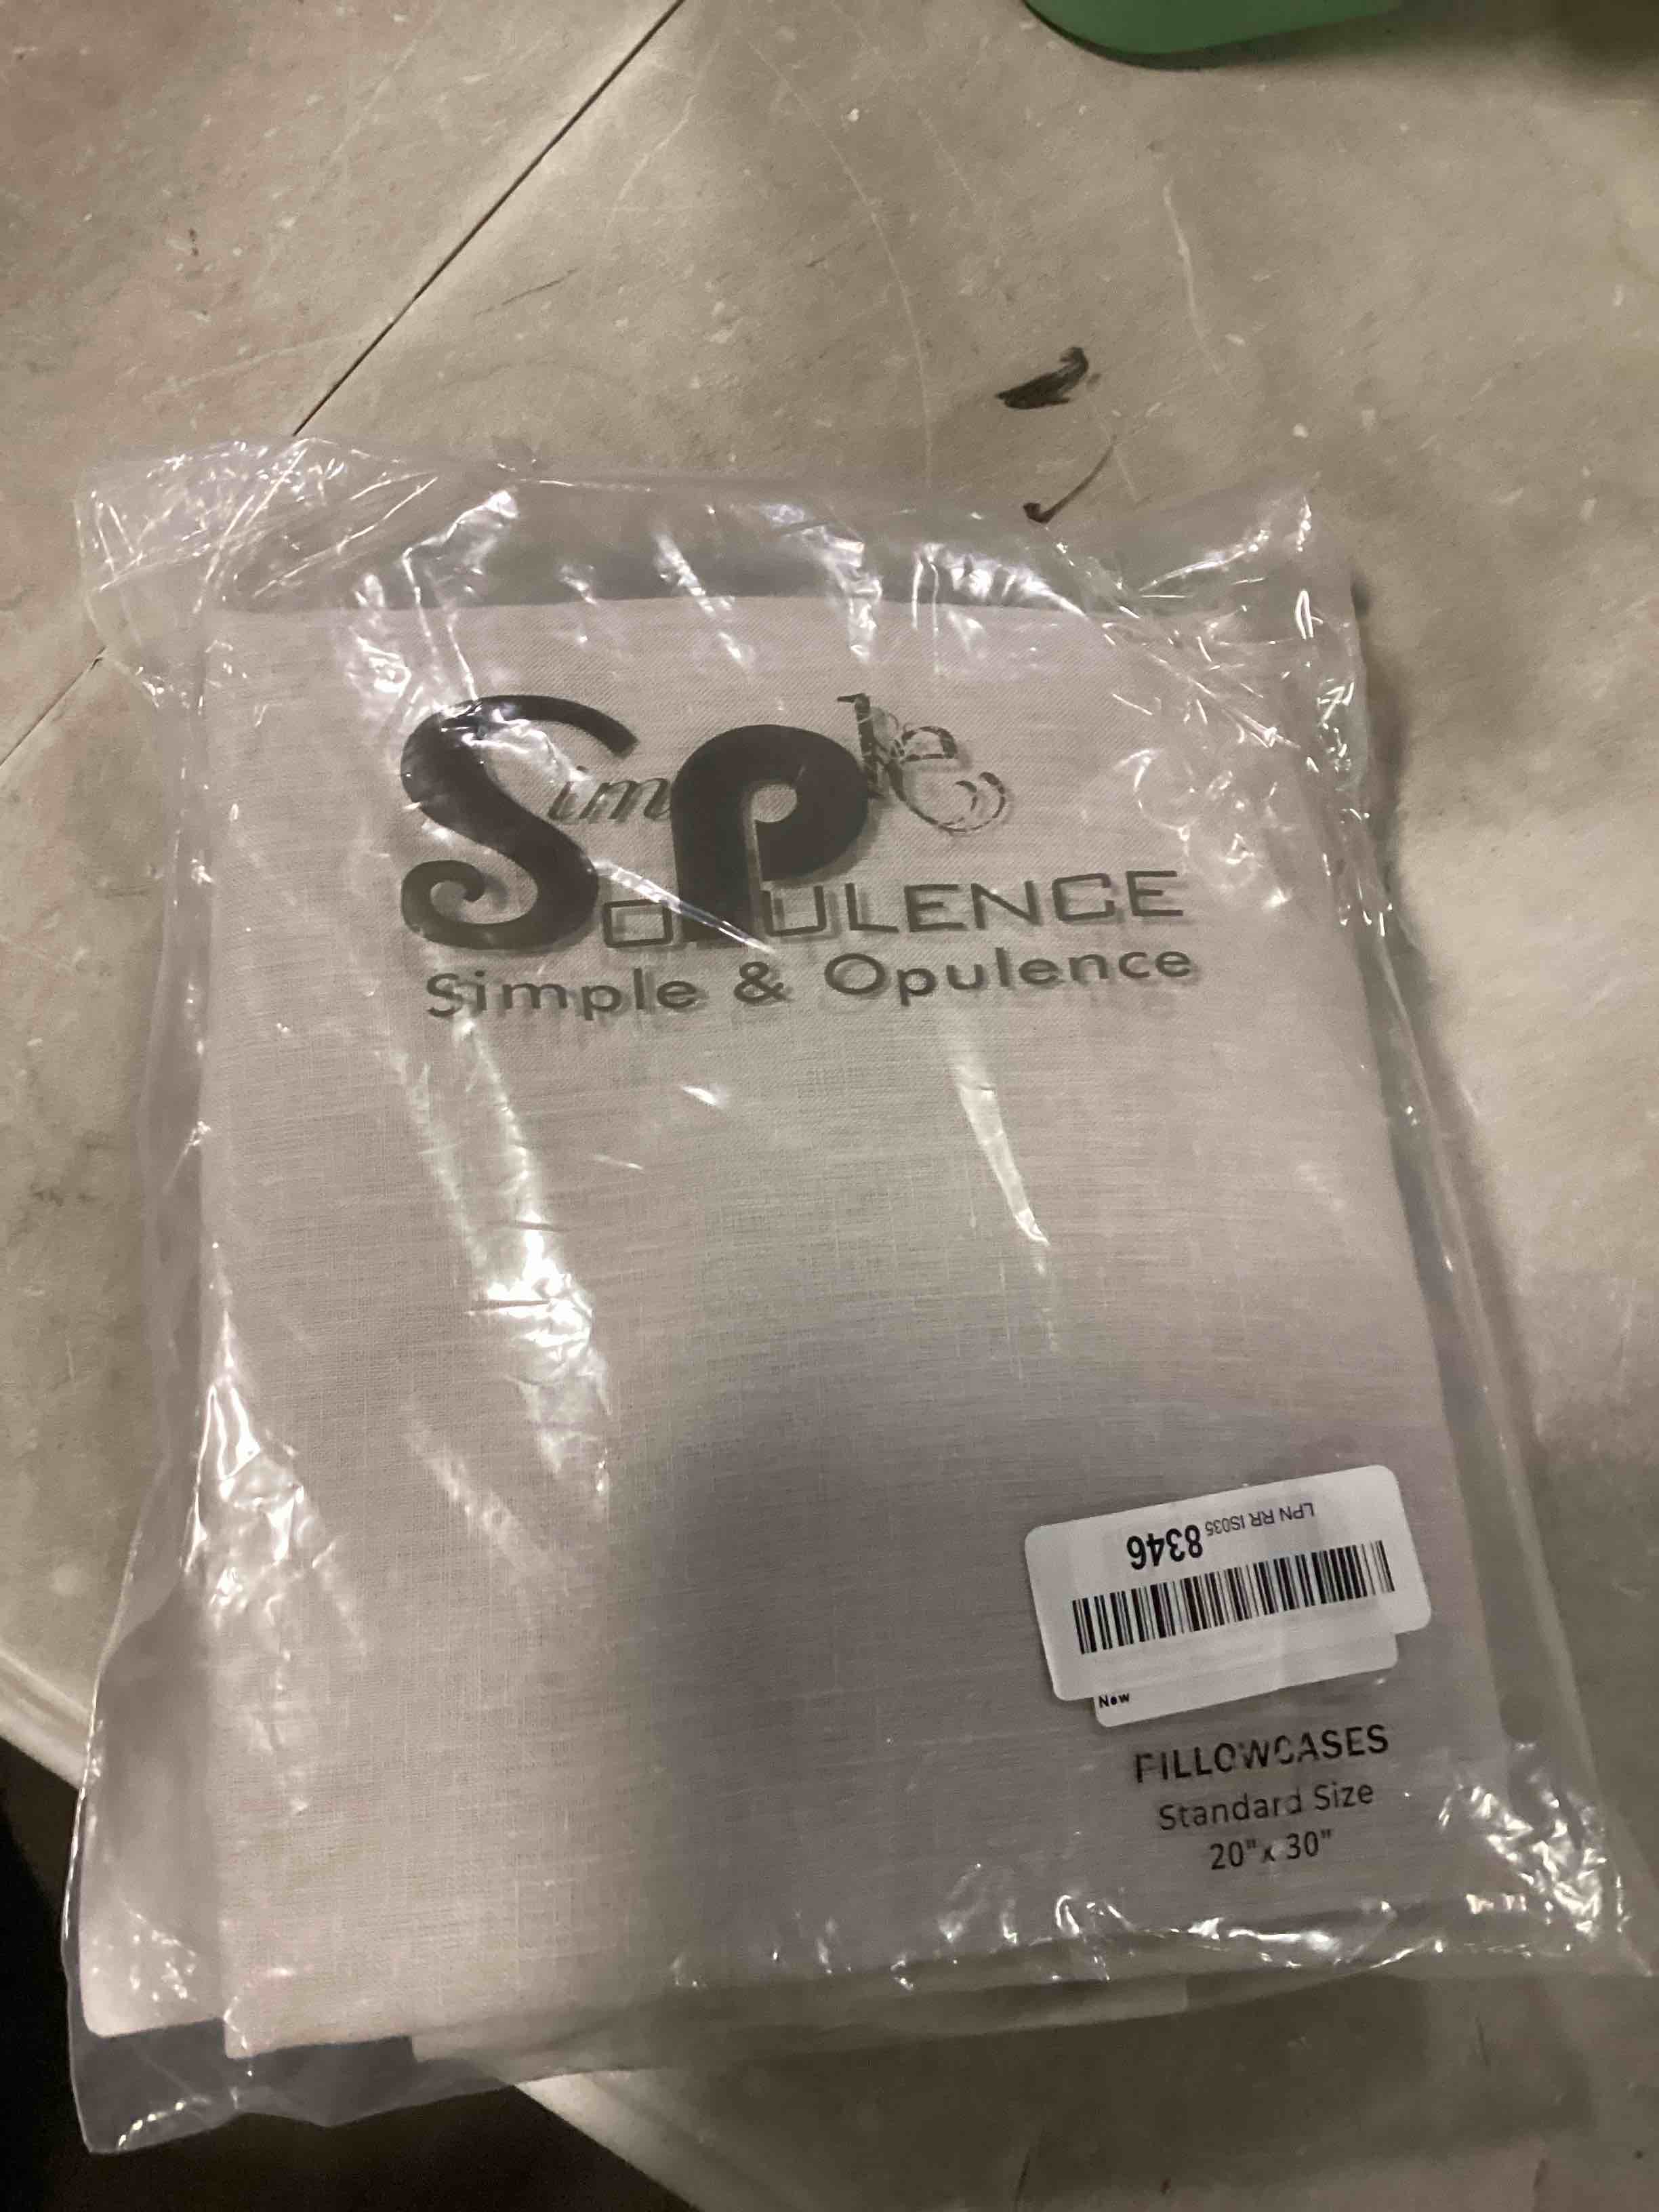 Simple
OPULENCE
Simple & Opulence
LPN RR IS035 8346
New
PILLOWCASES
Standard Size
20" x 30"